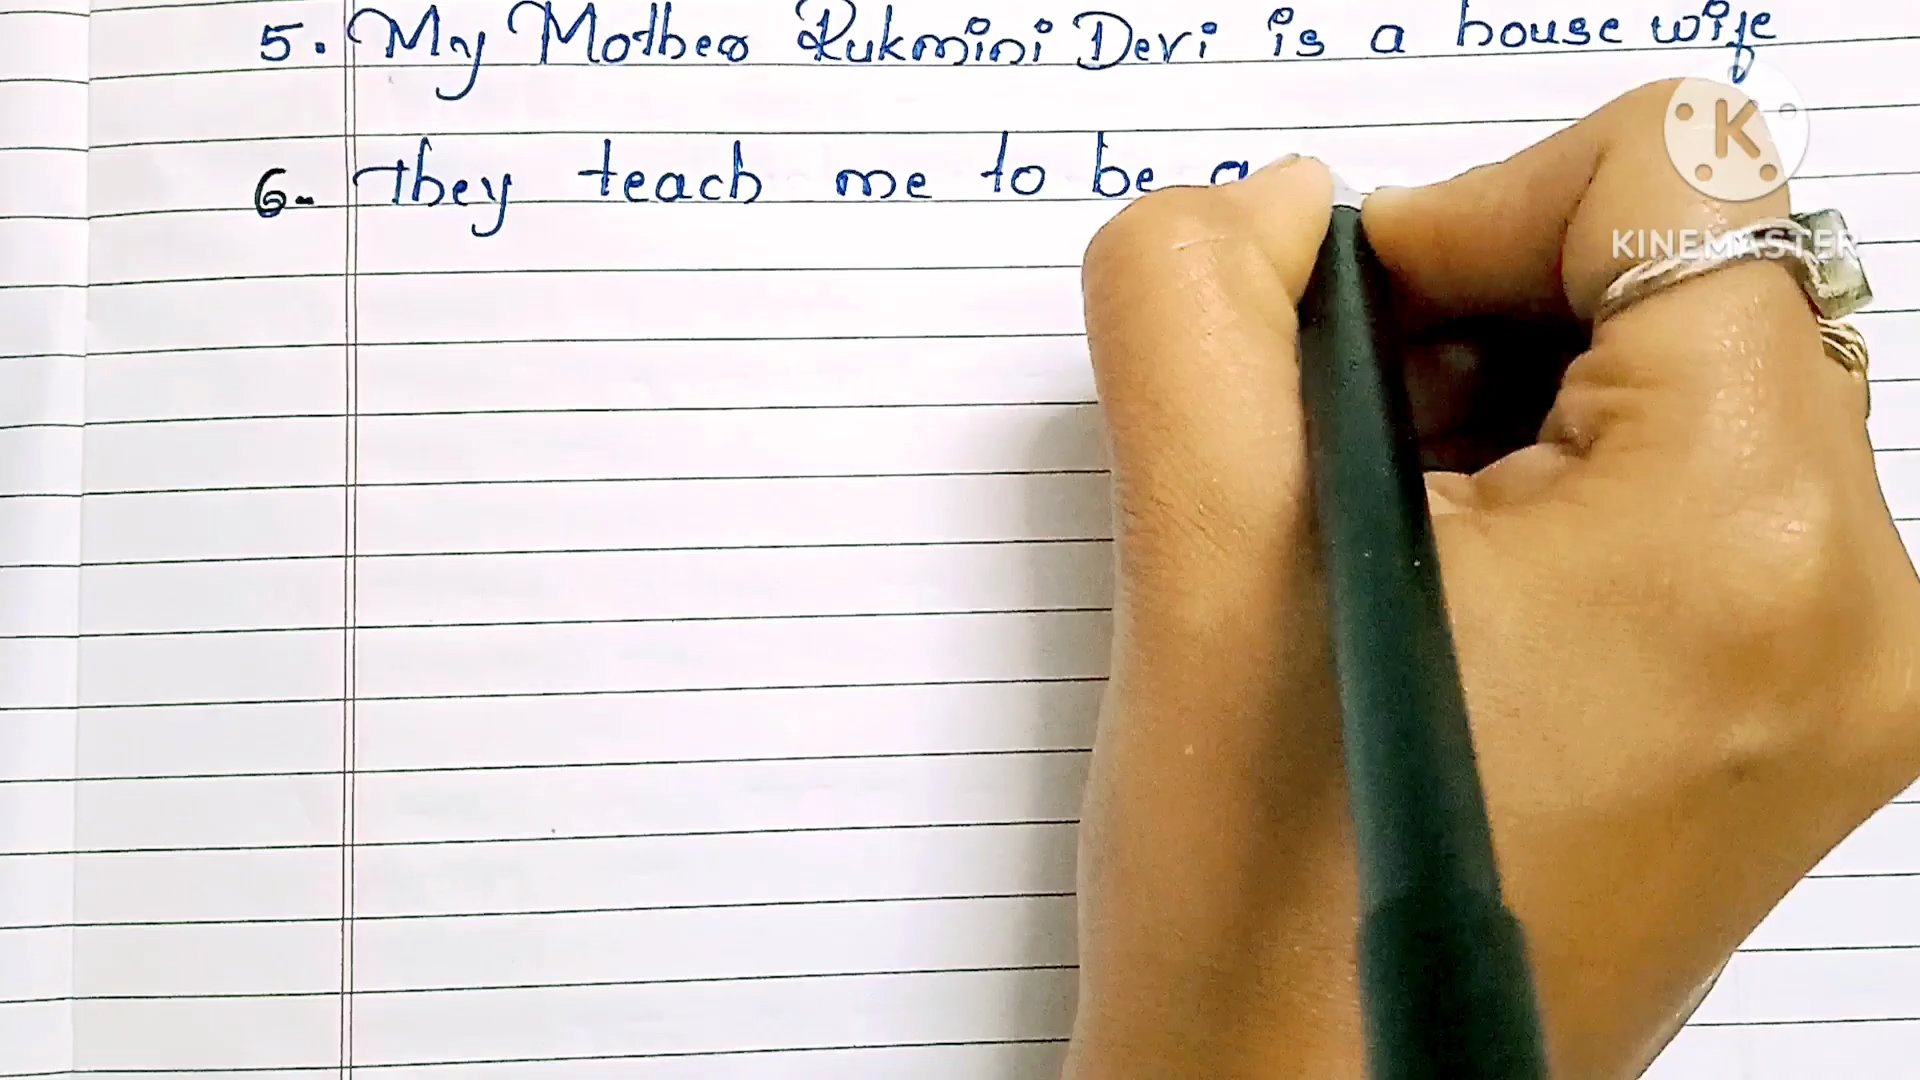 5. My Mother Rukmini Devi is a house wife
6. They teach me to be a
K
KINEMASTER